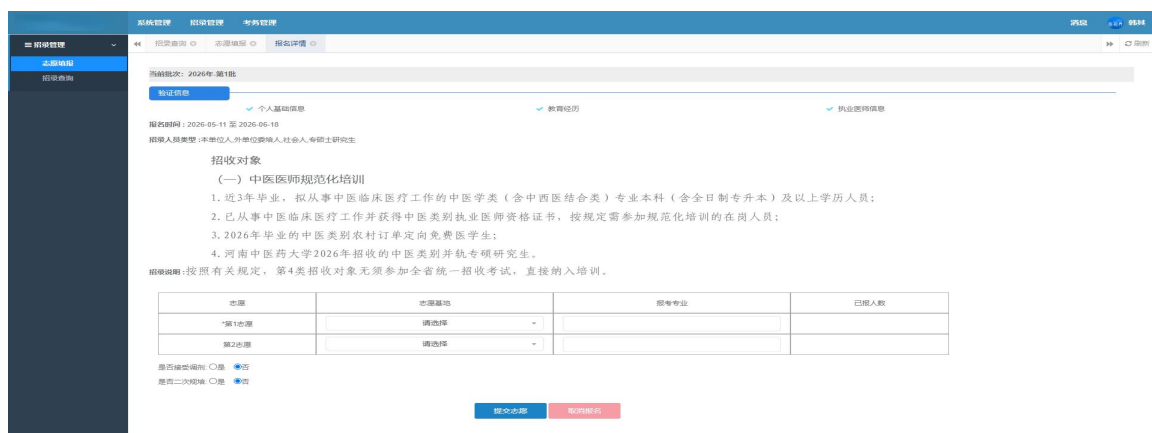 系统管理 招录管理 考务管理 消息 韩林
招录管理 招录查询 志愿填报 报名详情 刷新
志愿填报
招录查询
当前批次：2026年-第1批
验证信息
个人基础信息 教育经历 执业医师信息
报名时间：2026-05-11 至 2026-06-18
招录人员类型：本单位人,外单位委培人,社会人,专硕士研究生
招收对象
（一）中医医师规范化培训
1. 近3年毕业，拟从事中医临床医疗工作的中医学类（含中西医结合类）专业本科（含全日制专升本）及以上学历人员；
2. 已从事中医临床医疗工作并获得中医类别执业医师资格证书，按规定需参加规范化培训的在岗人员；
3. 2026年毕业的中医类别农村订单定向免费医学生；
4. 河南中医药大学2026年招收的中医类别并轨专硕研究生。
招录说明：按照有关规定，第4类招收对象无须参加全省统一招收考试，直接纳入培训。
志愿 志愿基地 报考专业 已报人数
*第1志愿 请选择
第2志愿 请选择
是否接受调剂: 是 否
是否二次规培: 是 否
提交志愿 取消报名